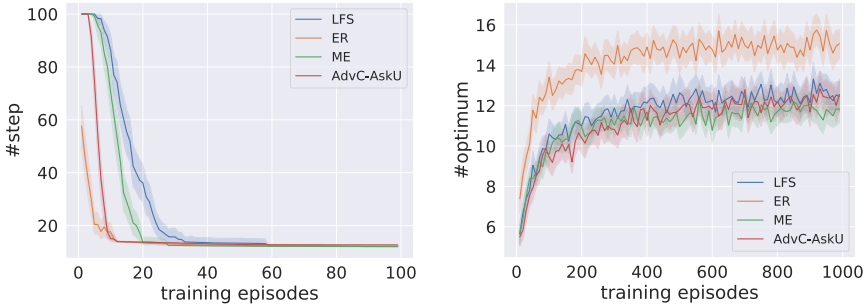 100
80
60
40
20
#step
0
20
40
60
80
100
training episodes
LFS
ER
ME
AdvC-AskU
16
14
12
10
8
6
#optimum
0
200
400
600
800
1000
training episodes
LFS
ER
ME
AdvC-AskU